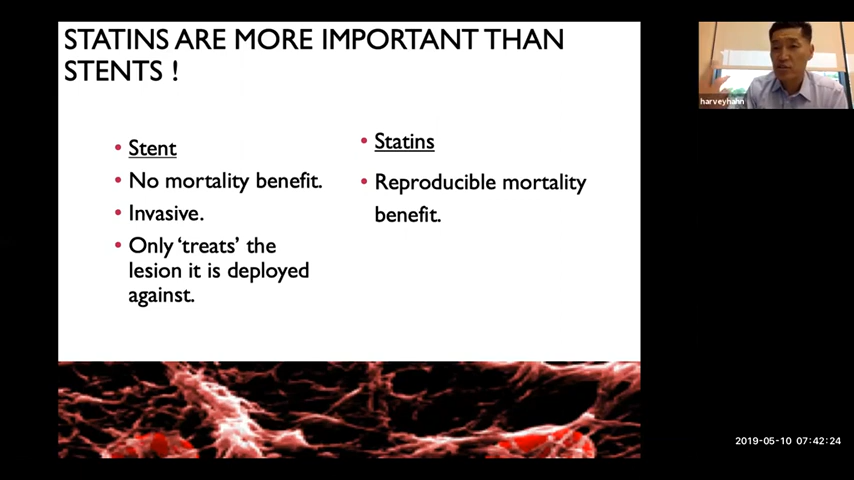 STATINS ARE MORE IMPORTANT THAN
STENTS !
• Stent
• No mortality benefit.
• Invasive.
• Only ‘treats’ the
lesion it is deployed
against.
• Statins
• Reproducible mortality
benefit.
harveyhahn
2019-05-10 07:42:24